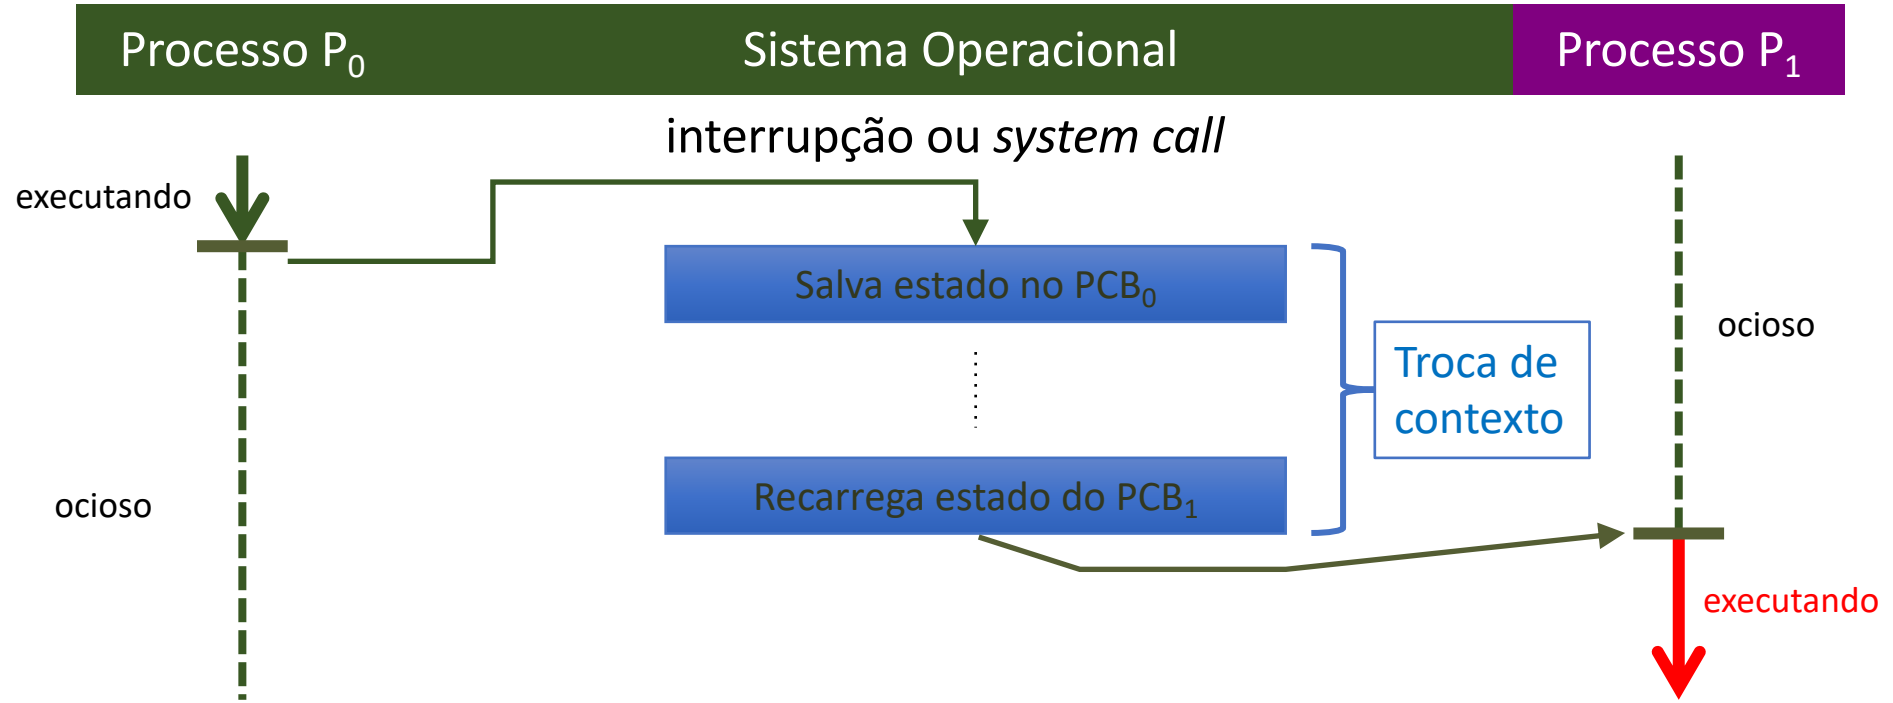 Processo P0
Sistema Operacional
Processo P1
interrupção ou system call
executando
Salva estado no PCB0
ocioso
Troca de
contexto
ocioso
Recarrega estado do PCB1
executando